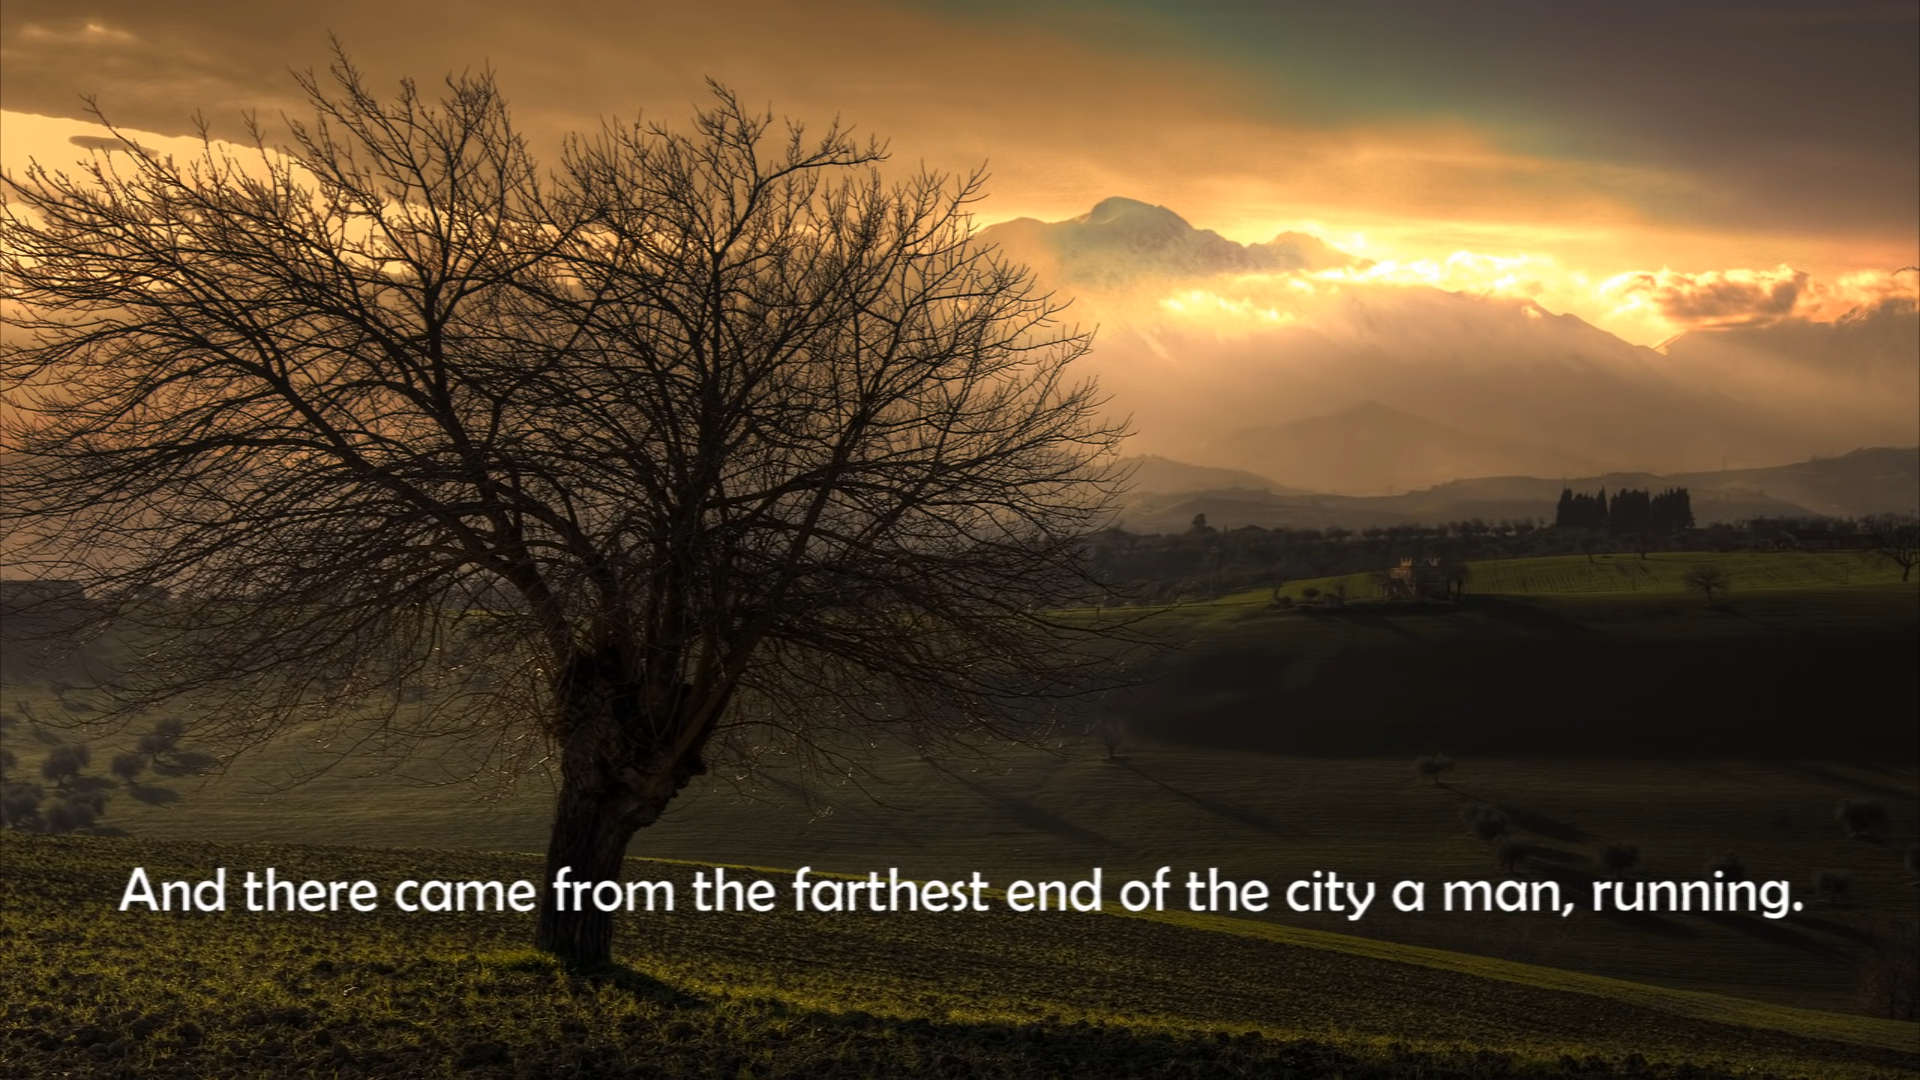 And there came from the farthest end of the city a man, running.